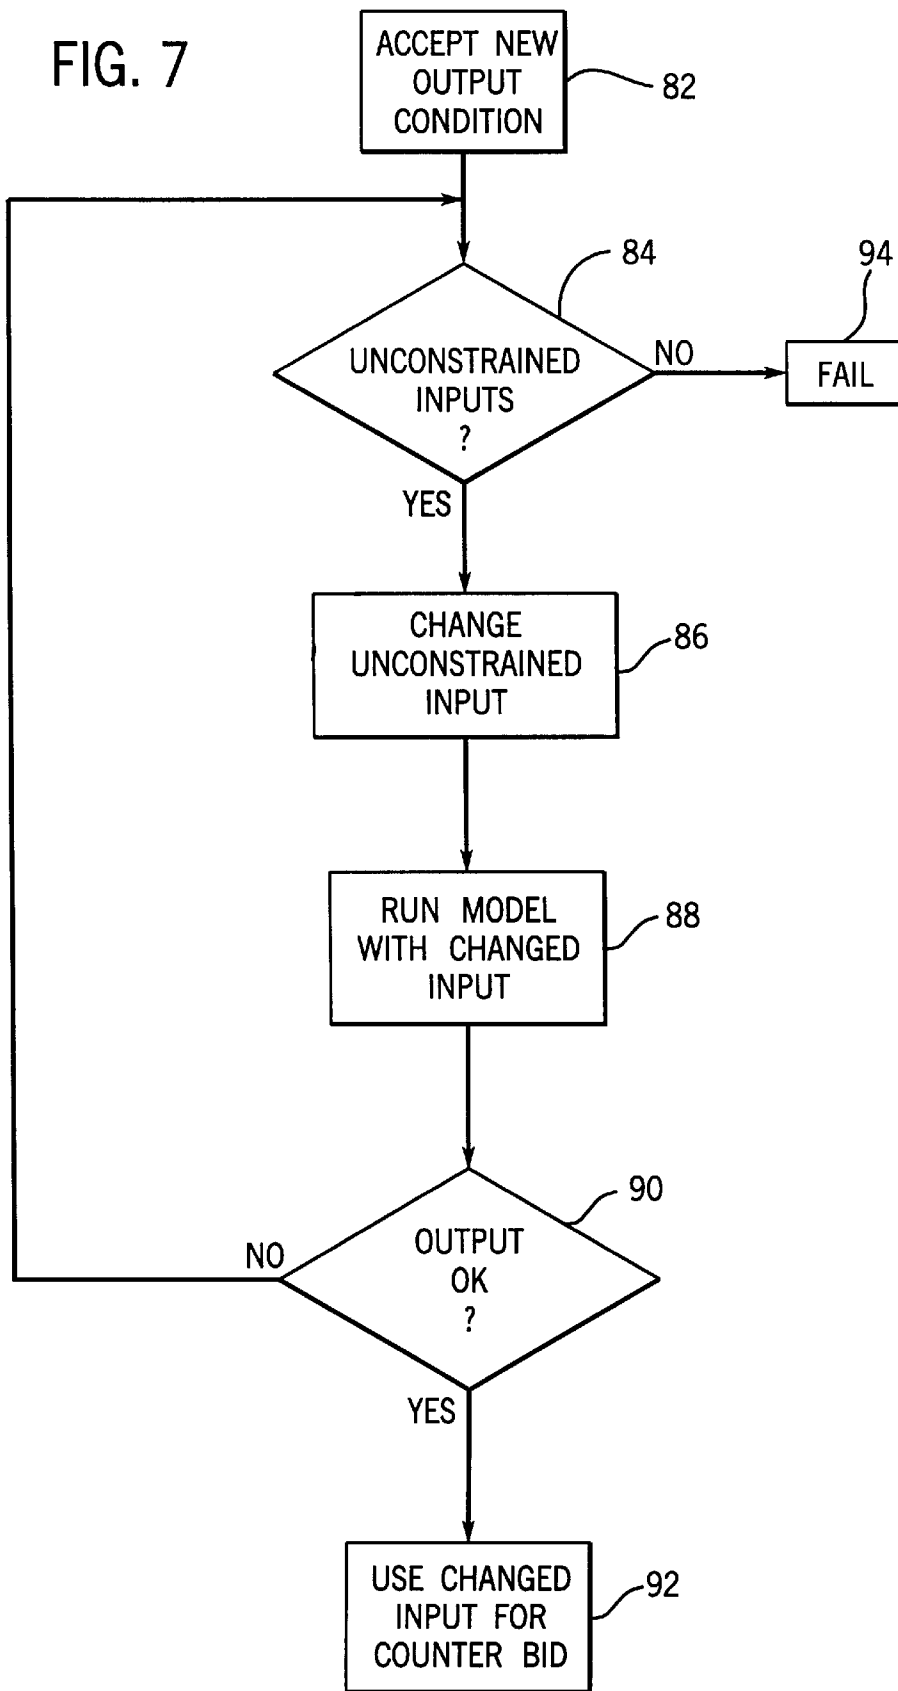 FIG. 7
ACCEPT NEW
OUTPUT
CONDITION
82
84
94
UNCONSTRAINED
INPUTS
?
NO
FAIL
YES
CHANGE
UNCONSTRAINED
INPUT
86
RUN MODEL
WITH CHANGED
INPUT
88
90
OUTPUT
OK
?
NO
YES
USE CHANGED
INPUT FOR
COUNTER BID
92